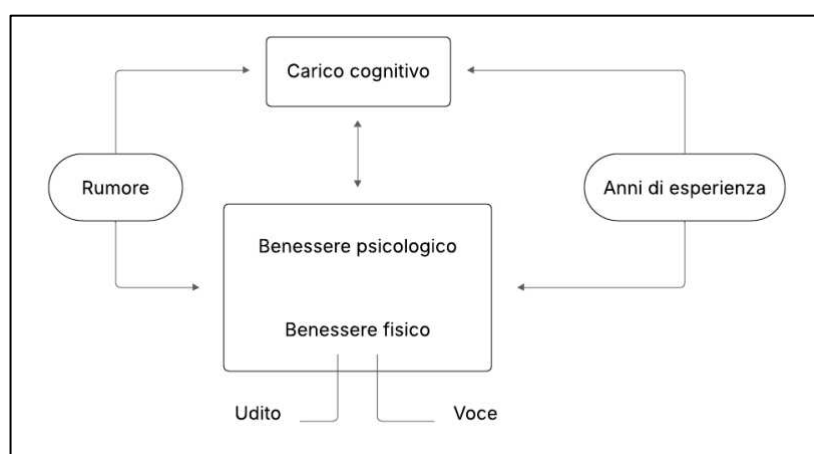 Carico cognitivo
Rumore
Anni di esperienza
Benessere psicologico
Benessere fisico
Udito
Voce